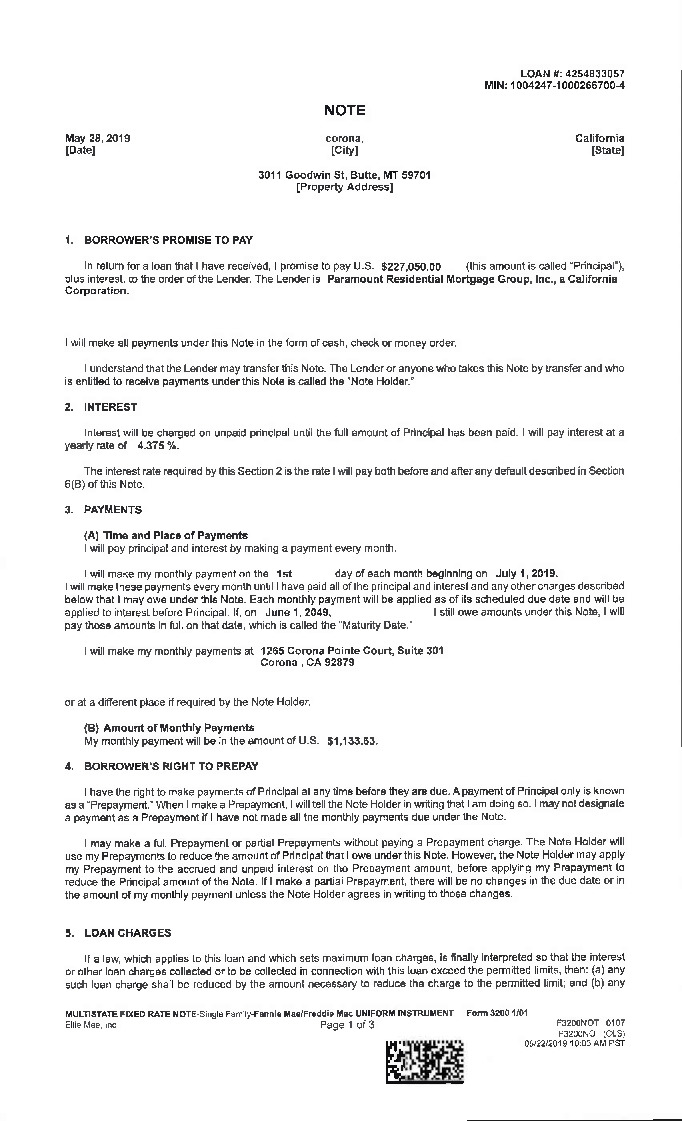 LOAN #: 4254833057
MIN: 1004247-1000266700-4
NOTE
May 28, 2019 corona, California
[Date] [City] [State]
3011 Goodwin St, Butte, MT 59701
[Property Address]
1. BORROWER'S PROMISE TO PAY
In return for a loan that I have received, I promise to pay U.S. $227,050.00 (this amount is called "Principal"),
plus interest, to the order of the Lender. The Lender is Paramount Residential Mortgage Group, Inc., a California
Corporation.
I will make all payments under this Note in the form of cash, check or money order.
I understand that the Lender may transfer this Note. The Lender or anyone who takes this Note by transfer and who
is entitled to receive payments under this Note is called the "Note Holder."
2. INTEREST
Interest will be charged on unpaid principal until the full amount of Principal has been paid. I will pay interest at a
yearly rate of 4.375 %.
The interest rate required by this Section 2 is the rate I will pay both before and after any default described in Section
6(B) of this Note.
3. PAYMENTS
(A) Time and Place of Payments
I will pay principal and interest by making a payment every month.
I will make my monthly payment on the 1st day of each month beginning on July 1, 2019.
I will make these payments every month until I have paid all of the principal and interest and any other charges described
below that I may owe under this Note. Each monthly payment will be applied as of its scheduled due date and will be
applied to interest before Principal. If, on June 1, 2049, I still owe amounts under this Note, I will
pay those amounts in full on that date, which is called the "Maturity Date."
I will make my monthly payments at 1265 Corona Pointe Court, Suite 301
Corona , CA 92879
or at a different place if required by the Note Holder.
(B) Amount of Monthly Payments
My monthly payment will be in the amount of U.S. $1,133.63.
4. BORROWER'S RIGHT TO PREPAY
I have the right to make payments of Principal at any time before they are due. A payment of Principal only is known
as a "Prepayment." When I make a Prepayment, I will tell the Note Holder in writing that I am doing so. I may not designate
a payment as a Prepayment if I have not made all the monthly payments due under the Note.
I may make a full Prepayment or partial Prepayments without paying a Prepayment charge. The Note Holder will
use my Prepayments to reduce the amount of Principal that I owe under this Note. However, the Note Holder may apply
my Prepayment to the accrued and unpaid interest on the Prepayment amount, before applying my Prepayment to
reduce the Principal amount of the Note. If I make a partial Prepayment, there will be no changes in the due date or in
the amount of my monthly payment unless the Note Holder agrees in writing to those changes.
5. LOAN CHARGES
If a law, which applies to this loan and which sets maximum loan charges, is finally interpreted so that the interest
or other loan charges collected or to be collected in connection with this loan exceed the permitted limits, then: (a) any
such loan charge shall be reduced by the amount necessary to reduce the charge to the permitted limit; and (b) any
MULTISTATE FIXED RATE NOTE-Single Family-Fannie Mae/Freddie Mac UNIFORM INSTRUMENT Form 3200 1/01
Ellie Mae, Inc. Page 1 of 3 F3200NOT 0107
F3200NO (CLS)
05/22/2019 10:03 AM PST